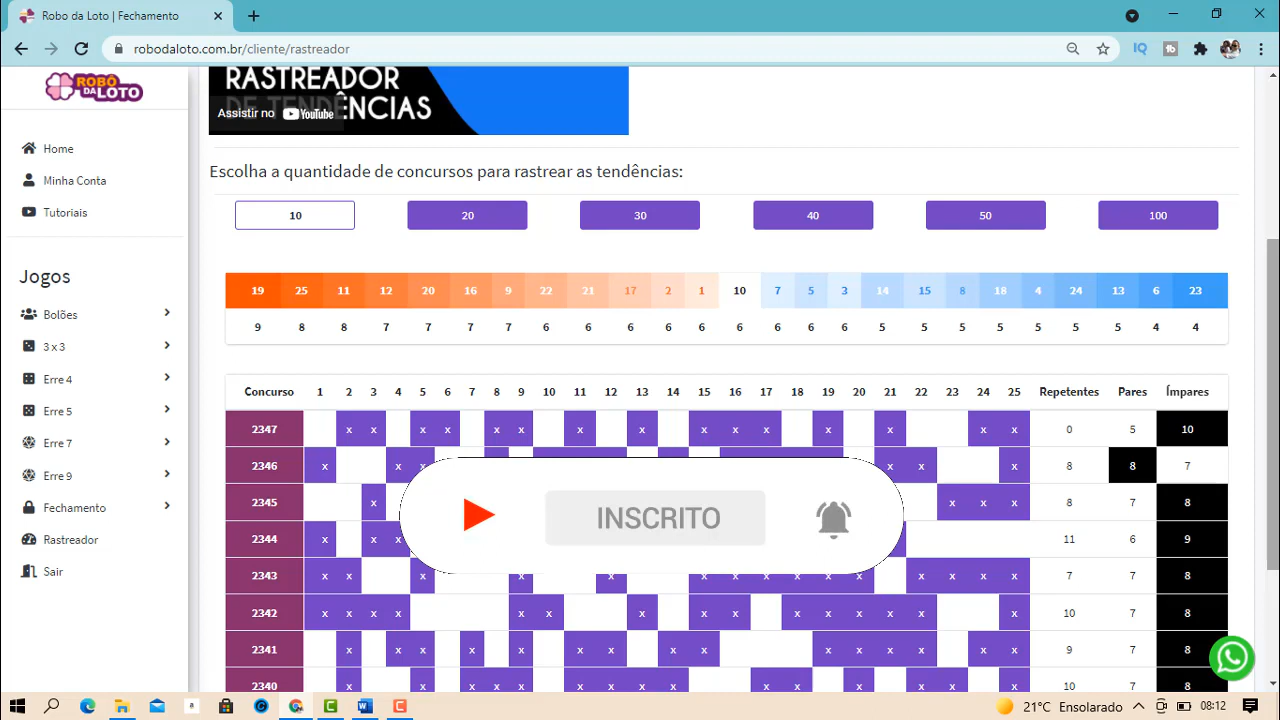 Robo da Loto | Fechamento
robodaloto.com.br/cliente/rastreador
ROBÔ DA LOTO
Home
Minha Conta
Tutoriais
Jogos
Bolões
3 x 3
Erre 4
Erre 5
Erre 7
Erre 9
Fechamento
Rastreador
Sair
RASTREADOR
DE TENDÊNCIAS
Assistir no YouTube
Escolha a quantidade de concursos para rastrear as tendências:
10 20 30 40 50 100
19 25 11 12 20 16 9 22 21 17 2 1 10 7 5 3 14 15 8 18 4 24 13 6 23
9 8 8 7 7 7 7 6 6 6 6 6 6 6 6 6 5 5 5 5 5 5 5 4 4
Concurso 1 2 3 4 5 6 7 8 9 10 11 12 13 14 15 16 17 18 19 20 21 22 23 24 25 Repetentes Pares Ímpares
2347 x x x x x x x x x x x x x x x 0 5 10
2346 x x x x x 8 8 7
2345 x x x x 8 7 8
2344 x x x 11 6 9
2343 x x x x x x x x x x x x x x x 7 7 8
2342 x x x x x x x x x x x x x x x 10 7 8
2341 x x x x x x x x x x x x x x x 9 7 8
2340 x x x x x x x x x x x 10 7 8
INSCRITO
21°C Ensolarado
08:12